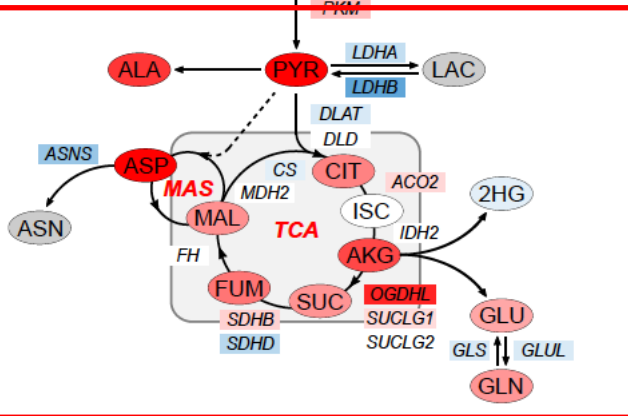 PKM
ALA
PYR
LDHA
LDHB
LAC
DLAT
DLD
ASNS
ASP
MAS
CS
MDH2
CIT
ACO2
ISC
2HG
ASN
MAL
TCA
IDH2
FH
AKG
FUM
SUC
OGDHL
GLU
SDHB
SUCLG1
SDHD
SUCLG2
GLS
GLUL
GLN